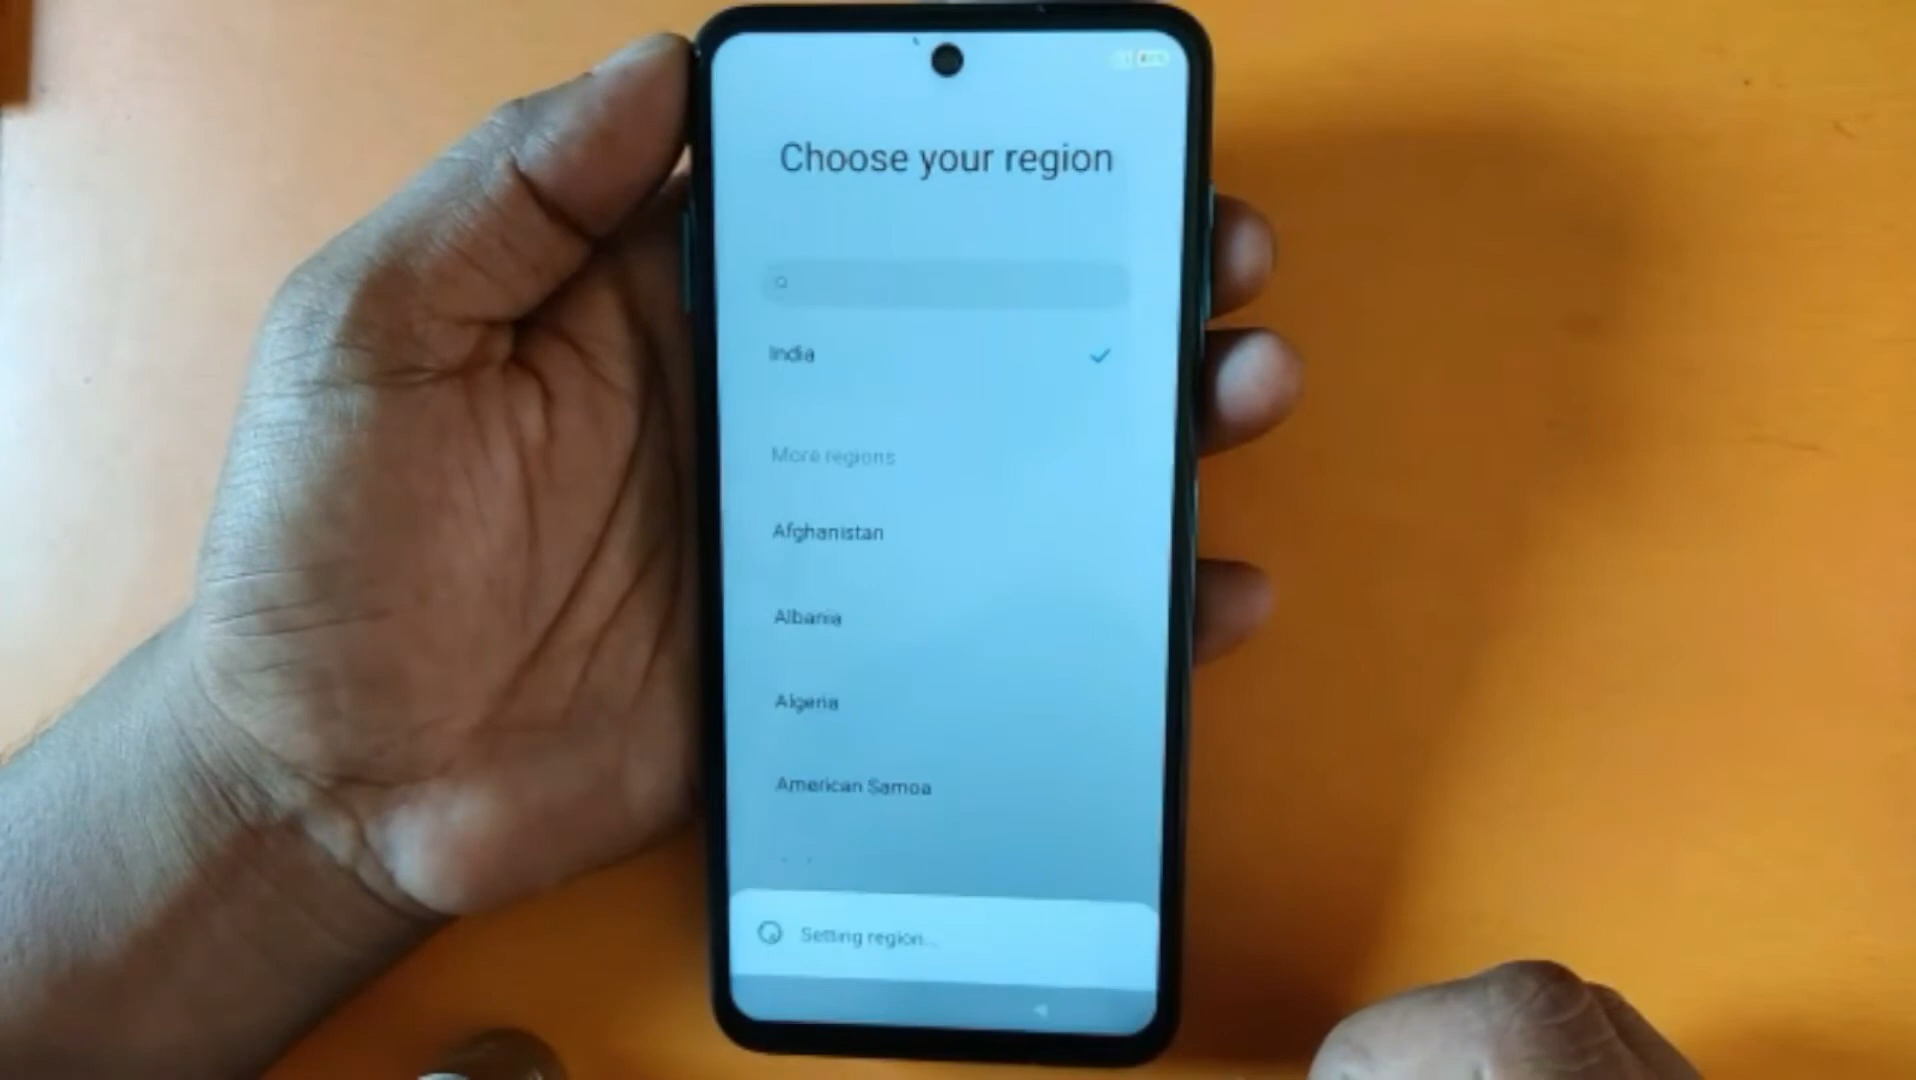 Choose your region
India
More regions
Afghanistan
Albania
Algeria
American Samoa
Setting region...